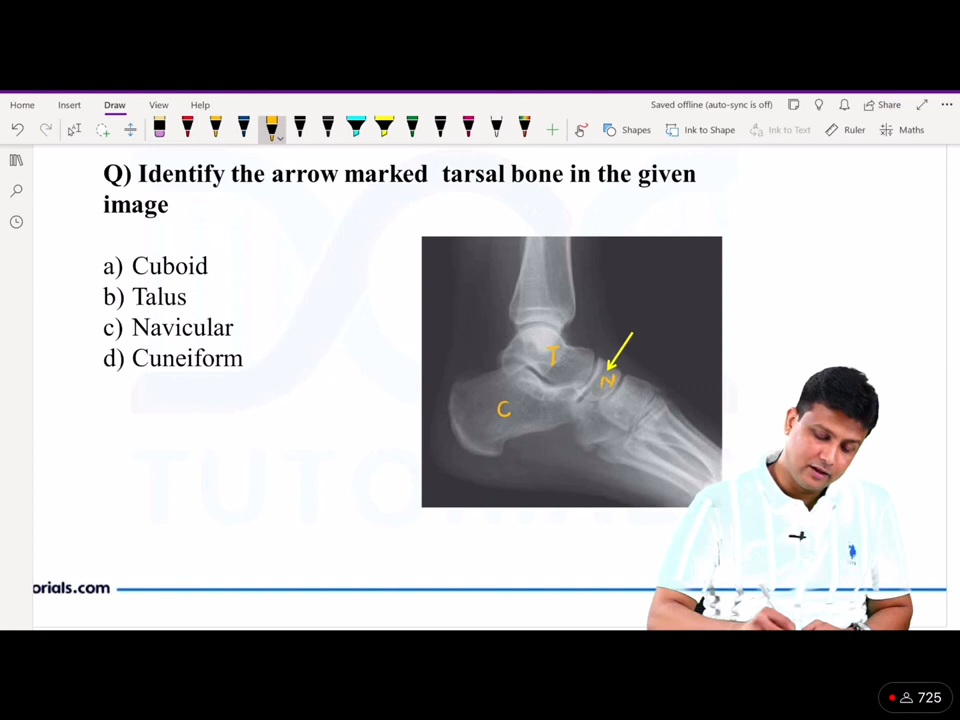 Home Insert Draw View Help Saved offline (auto-sync is off) Share
Shapes Ink to Shape Ink to Text Ruler Maths
Q) Identify the arrow marked tarsal bone in the given
image
a) Cuboid
b) Talus
c) Navicular
d) Cuneiform
T
N
C
TUTO
orials.com
725